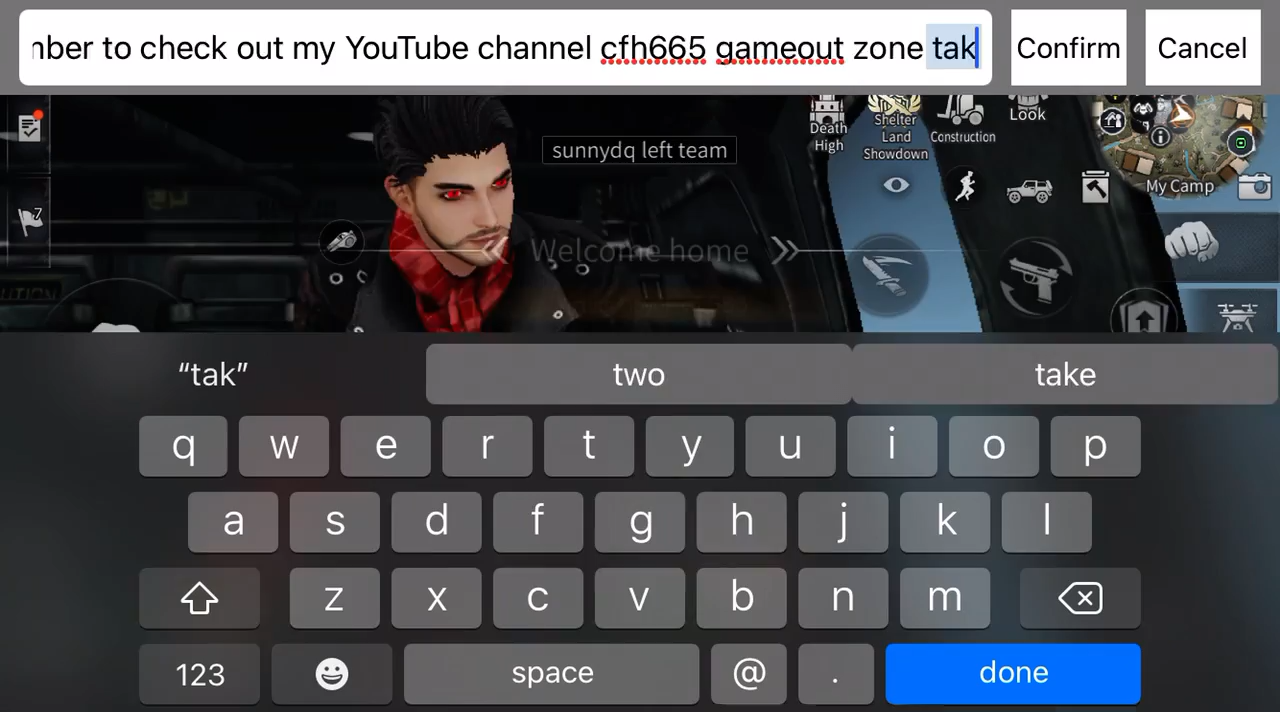 nber to check out my YouTube channel cfh665 gameout zone tak
Confirm
Cancel
sunnydq left team
Death
High
Shelter
Land
Showdown
Construction
Look
My Camp
7
Welcome home
“tak”
two
take
q w e r t y u i o p
a s d f g h j k l
z x c v b n m
123
space
@
.
done